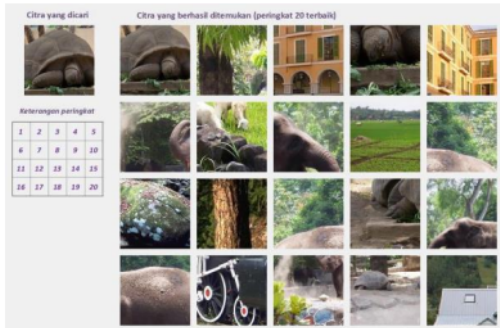 Citra yang dicari
Citra yang berhasil ditemukan (peringkat 20 terbaik)
Keterangan peringkat
1 2 3 4 5
6 7 8 9 10
11 12 13 14 15
16 17 18 19 20